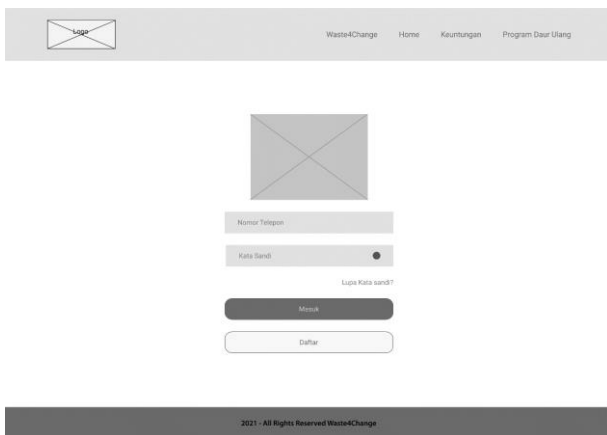 Logo
Waste4Change Home Keuntungan Program Daur Ulang
Nomor Telepon
Kata Sandi
Lupa Kata sandi?
Masuk
Daftar
2021 - All Rights Reserved Waste4Change